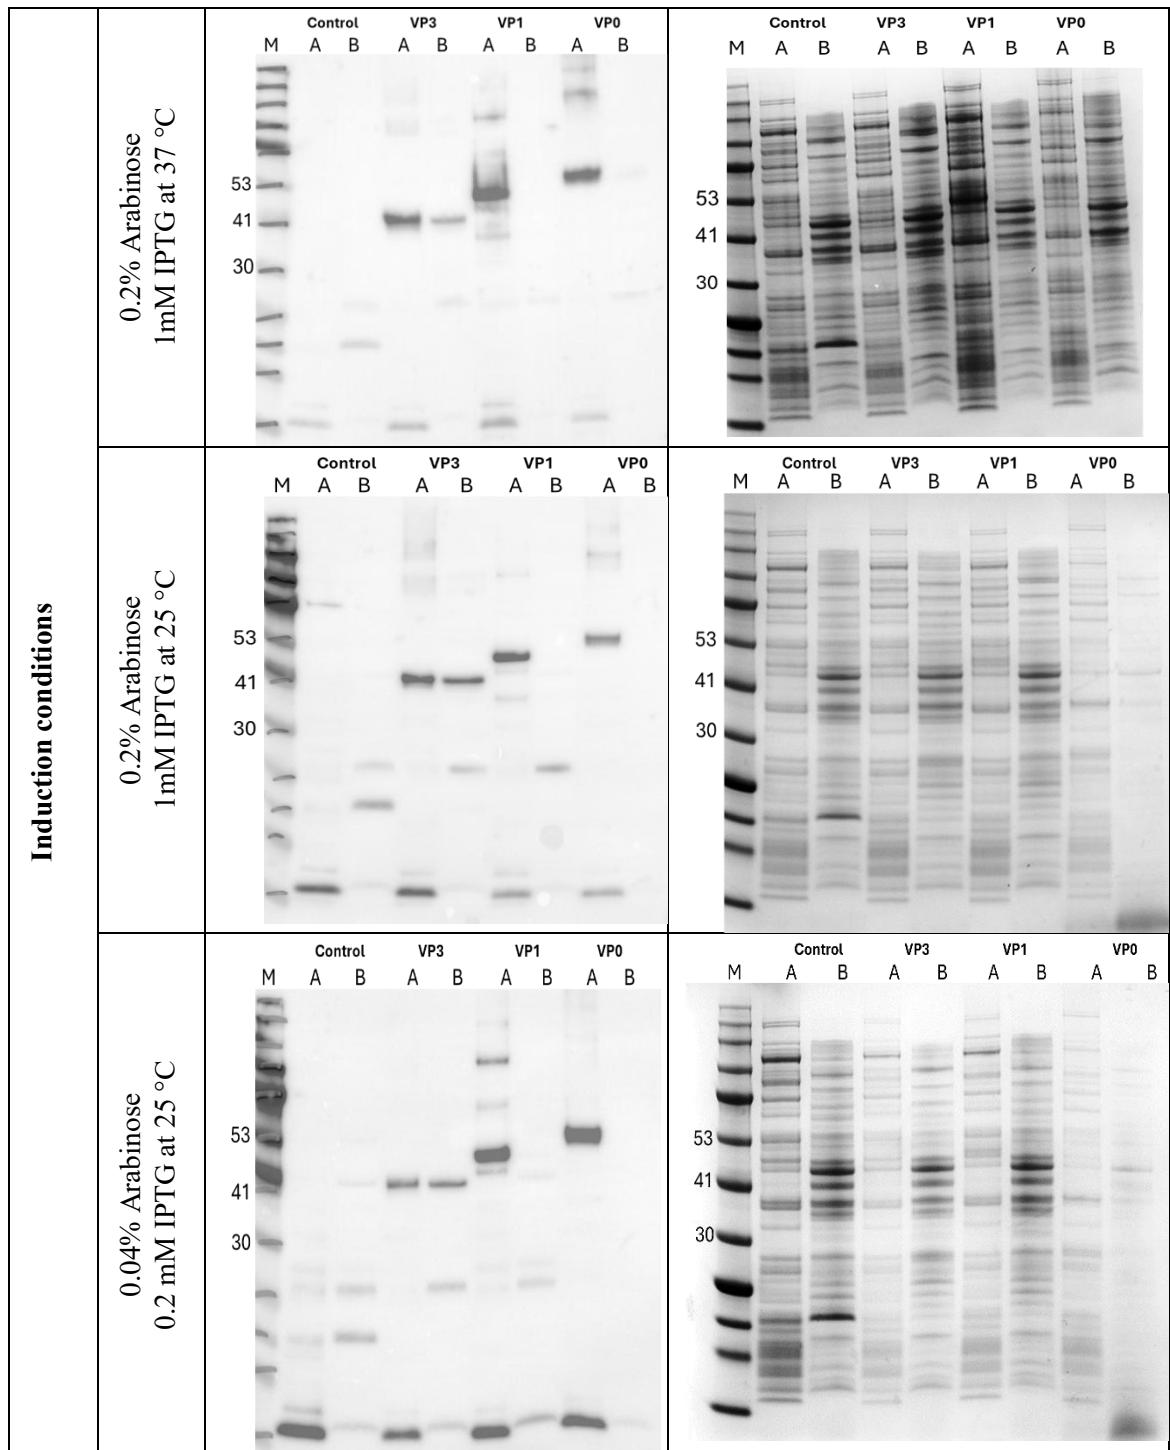 Induction conditions
0.2% Arabinose
1mM IPTG at 37 °C
Control VP3 VP1 VP0
M A B A B A B A B
53
41
30
Control VP3 VP1 VP0
M A B A B A B A B
53
41
30
0.2% Arabinose
1mM IPTG at 25 °C
Control VP3 VP1 VP0
M A B A B A B A B
53
41
30
Control VP3 VP1 VP0
M A B A B A B A B
53
41
30
0.04% Arabinose
0.2 mM IPTG at 25 °C
Control VP3 VP1 VP0
M A B A B A B A B
53
41
30
Control VP3 VP1 VP0
M A B A B A B A B
53
41
30